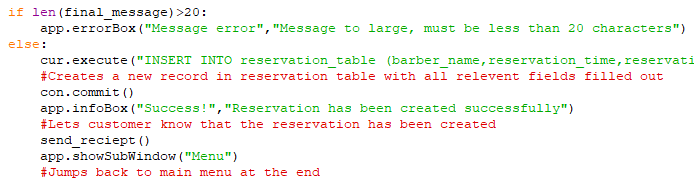 if len(final_message)>20:
app.errorBox("Message error","Message to large, must be less than 20 characters")
else:
cur.execute("INSERT INTO reservation_table (barber_name,reservation_time,reservati
#Creates a new record in reservation table with all relevent fields filled out
con.commit()
app.infoBox("Success!","Reservation has been created successfully")
#Lets customer know that the reservation has been created
send_reciept()
app.showSubWindow("Menu")
#Jumps back to main menu at the end